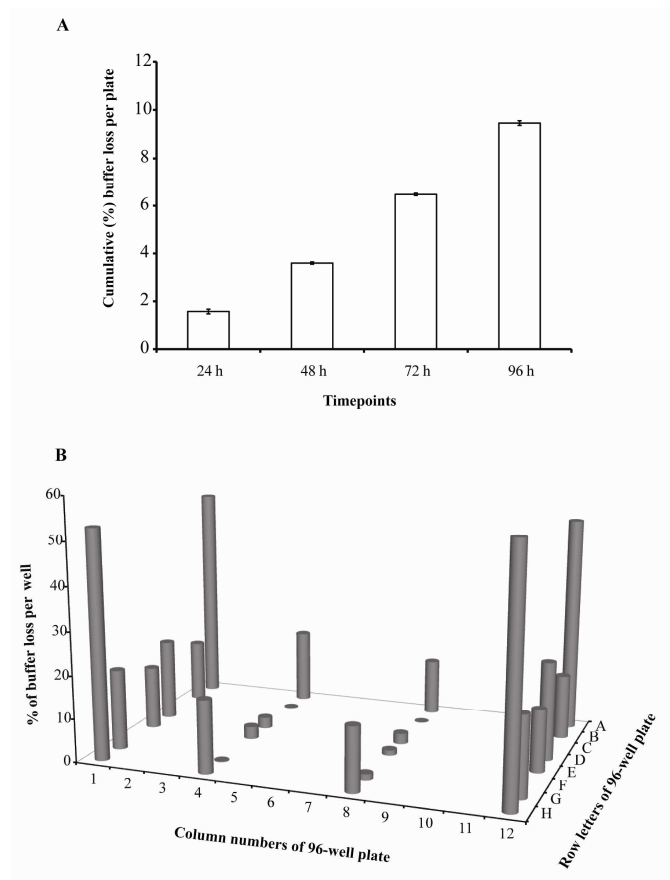 A
Cumulative (%) buffer loss per plate
12
10
8
6
4
2
0
24 h 48 h 72 h 96 h
Timepoints
B
% of buffer loss per well
60
50
40
30
20
10
0
1 2 3 4 5 6 7 8 9 10 11 12
Column numbers of 96-well plate
A
B
C
D
E
F
G
H
Row letters of 96-well plate